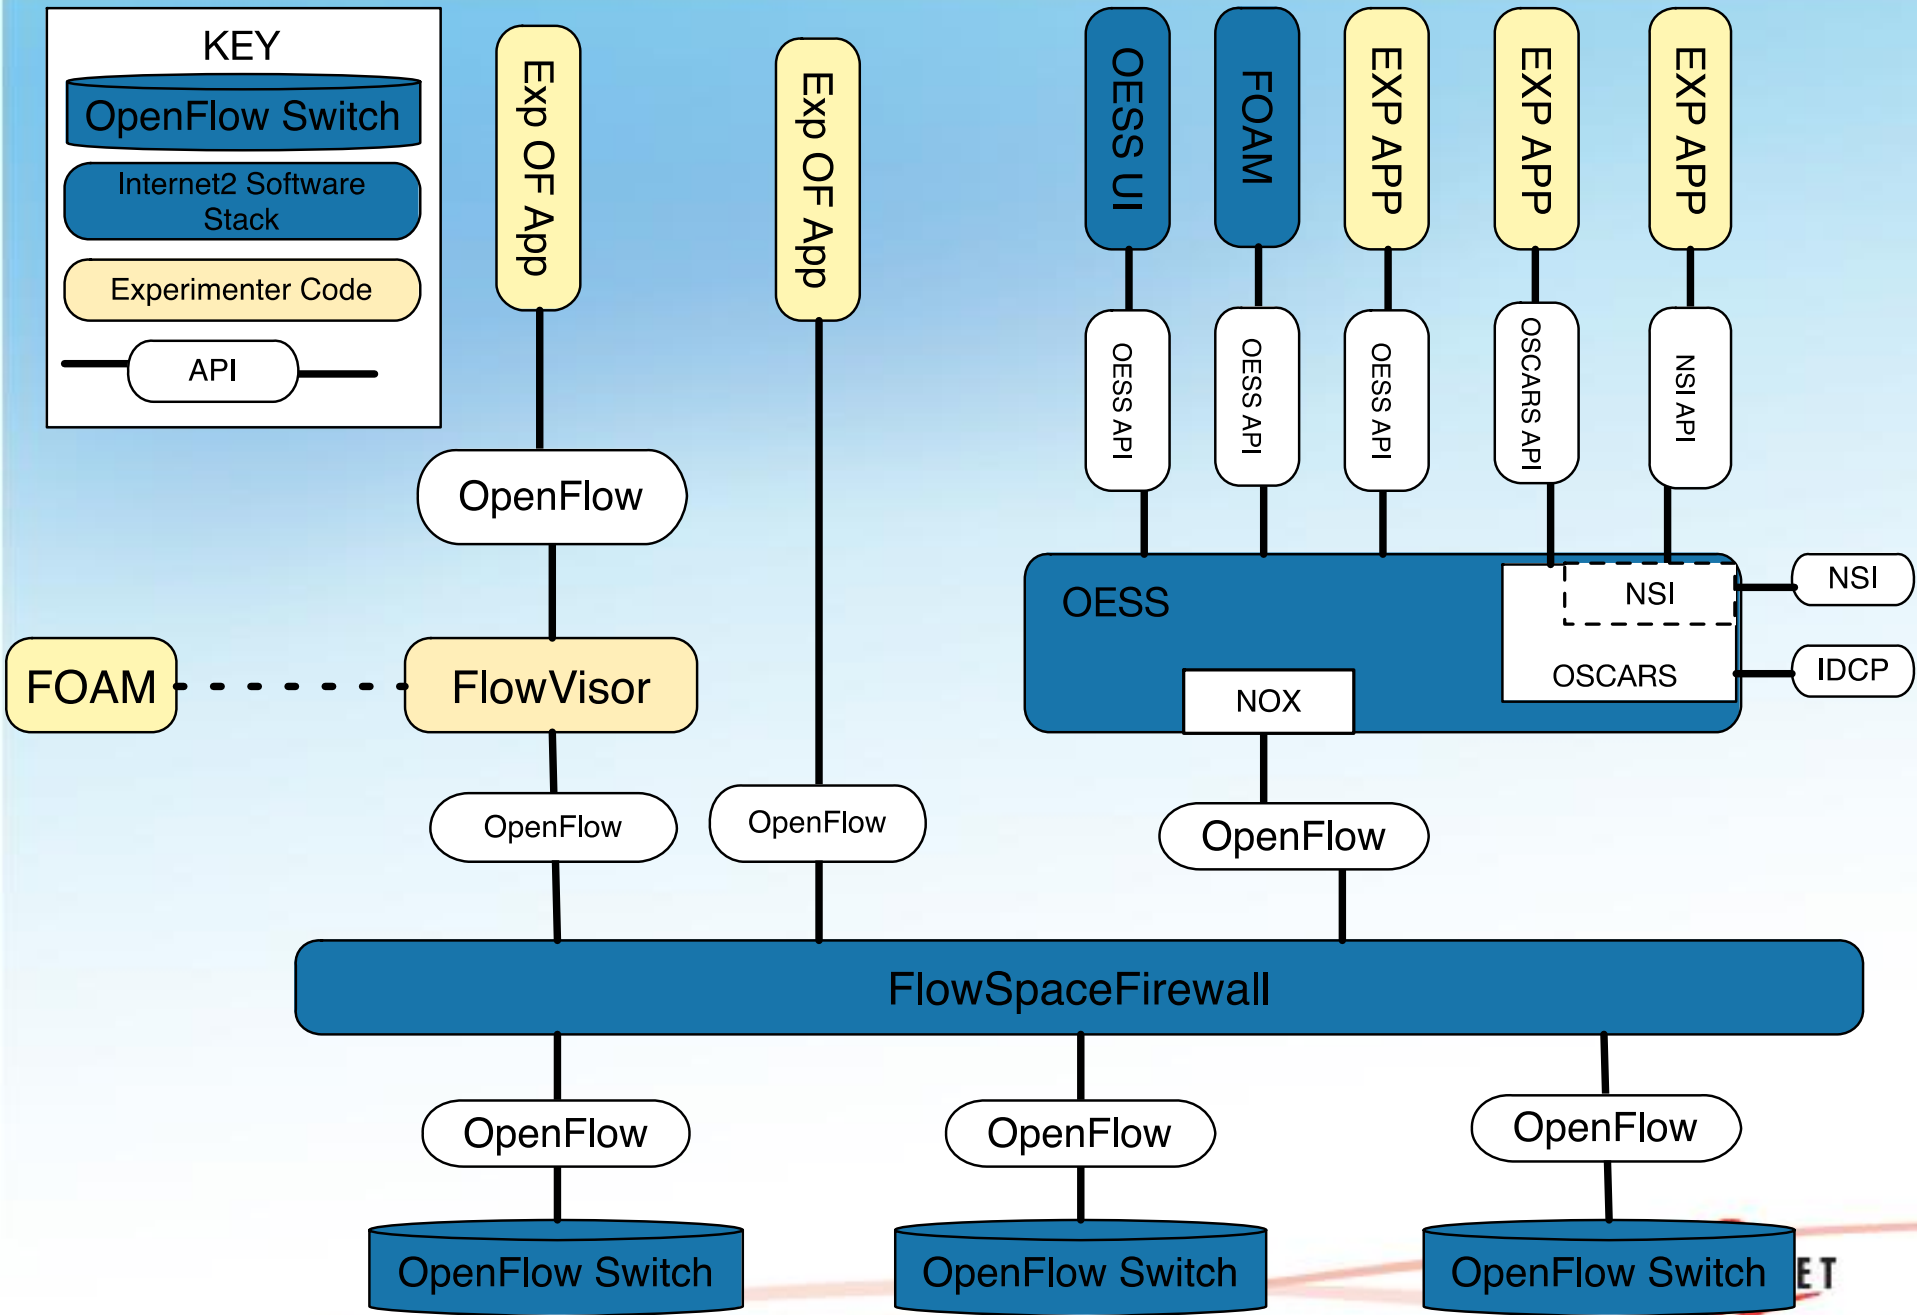 KEY
OpenFlow Switch
Internet2 Software
Stack
Experimenter Code
API
Exp OF App
Exp OF App
OESS UI
FOAM
EXP APP
EXP APP
EXP APP
OESS API
OESS API
OESS API
OSCARS API
NSI API
OpenFlow
OESS
NSI
NSI
OSCARS
IDCP
NOX
FOAM
FlowVisor
OpenFlow
OpenFlow
OpenFlow
FlowSpaceFirewall
OpenFlow
OpenFlow
OpenFlow
OpenFlow Switch
OpenFlow Switch
OpenFlow Switch
ET